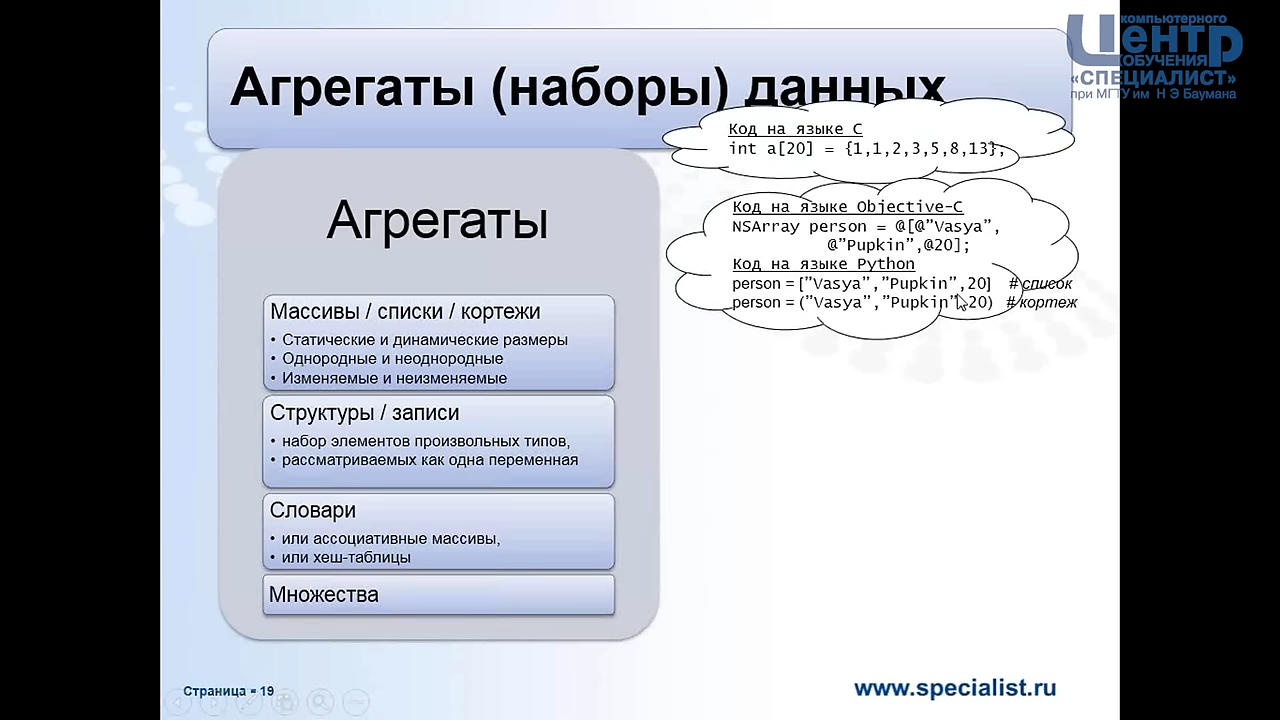 компьютерного
Центр
ОБУЧЕНИЯ
«СПЕЦИАЛИСТ»
при МГТУ им Н Э Баумана
Агрегаты (наборы) данных
Код на языке C
int a[20] = {1,1,2,3,5,8,13};
Код на языке Objective-C
NSArray person = @[@”Vasya”,
@”Pupkin”,@20];
Код на языке Python
person = [”Vasya”,”Pupkin”,20] # список
person = (”Vasya”,”Pupkin”,20) # кортеж
Агрегаты
Массивы / списки / кортежи
• Статические и динамические размеры
• Однородные и неоднородные
• Изменяемые и неизменяемые
Структуры / записи
• набор элементов произвольных типов,
• рассматриваемых как одна переменная
Словари
• или ассоциативные массивы,
• или хеш-таблицы
Множества
Страница = 19
www.specialist.ru